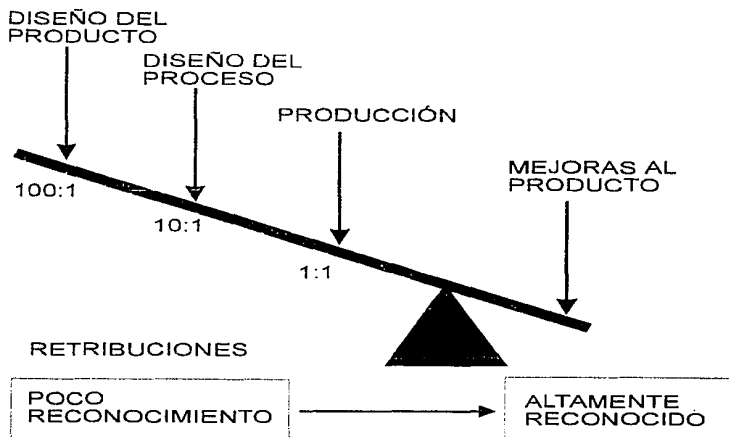 DISEÑO DEL
PRODUCTO
DISEÑO DEL
PROCESO
PRODUCCIÓN
MEJORAS AL
PRODUCTO
100:1
10:1
1:1
RETRIBUCIONES
POCO
RECONOCIMIENTO
ALTAMENTE
RECONOCIDO